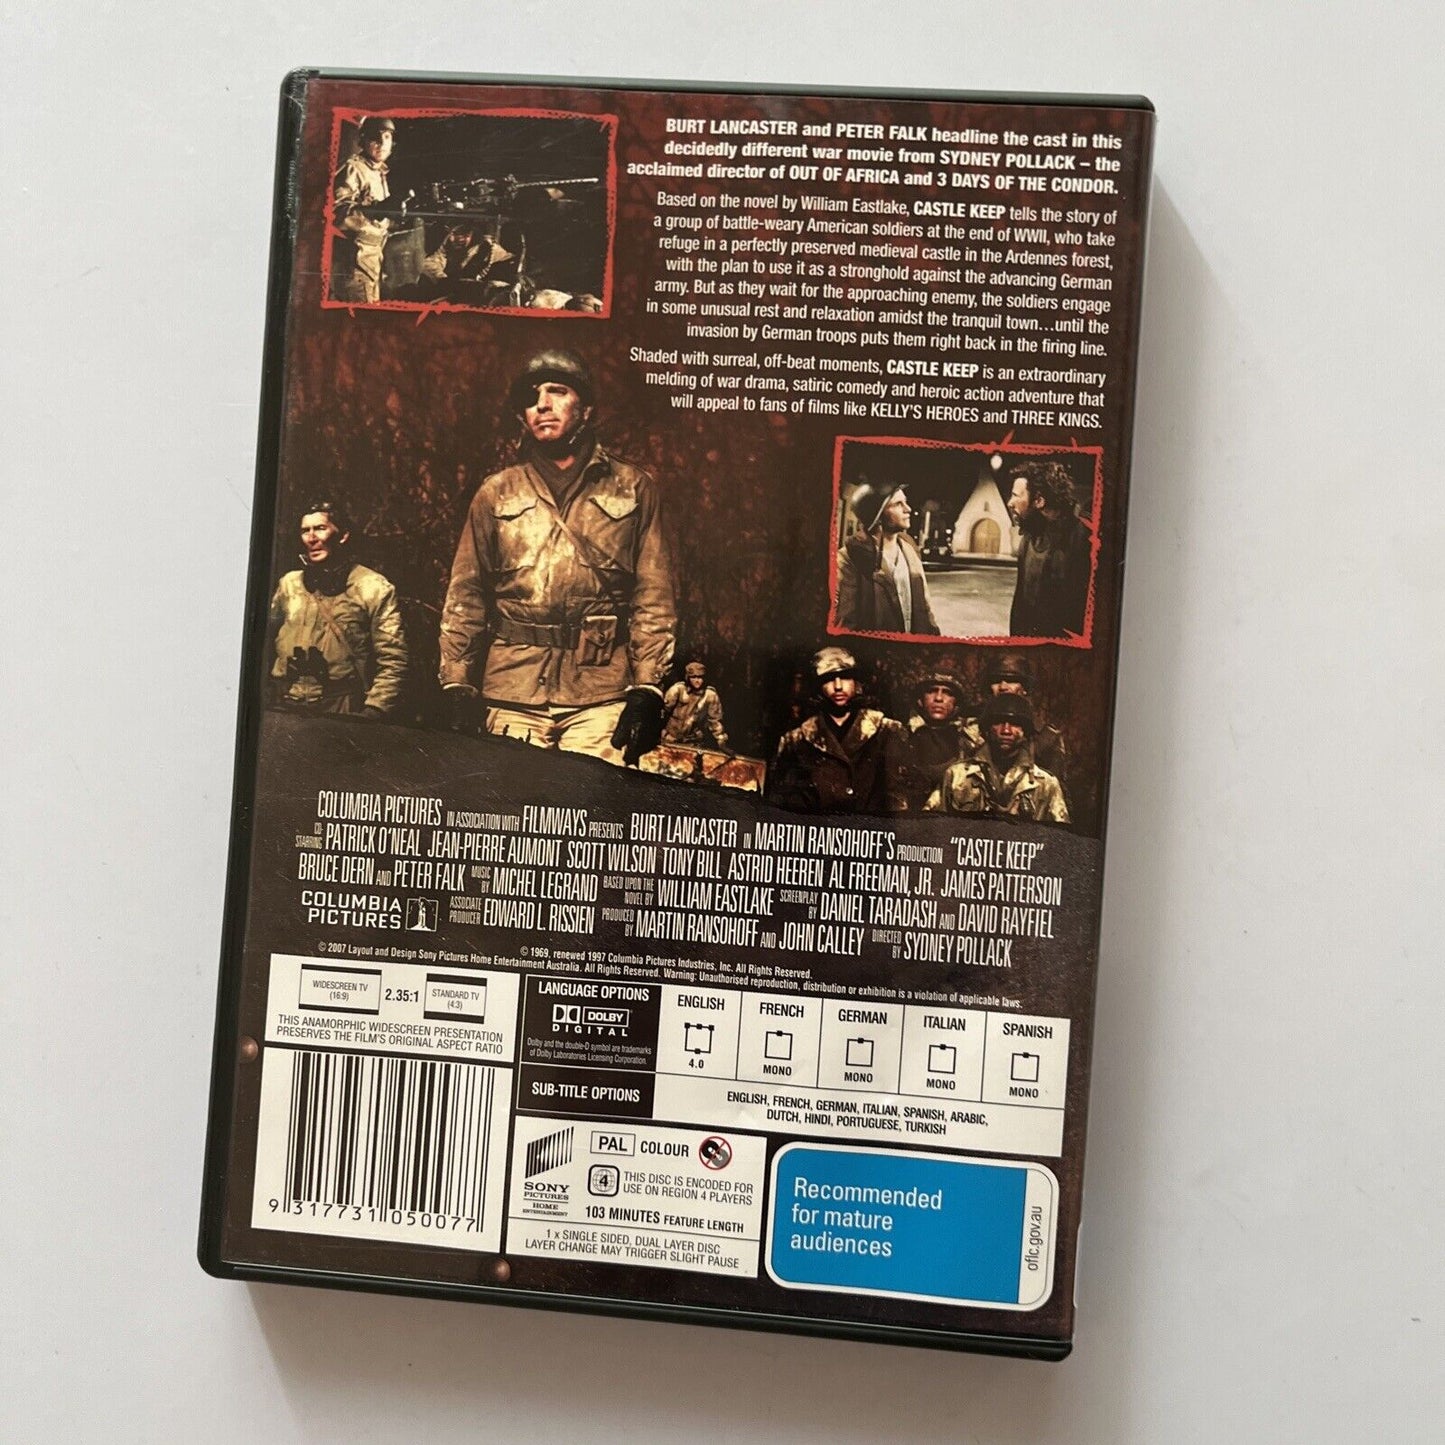 BURT LANCASTER and PETER FALK headline the cast in this
decidedly different war movie from SYDNEY POLLACK – the
acclaimed director of OUT OF AFRICA and 3 DAYS OF THE CONDOR.
Based on the novel by William Eastlake, CASTLE KEEP tells the story of
a group of battle-weary American soldiers at the end of WWII, who take
refuge in a perfectly preserved medieval castle in the Ardennes forest,
with the plan to use it as a stronghold against the advancing German
army. But as they wait for the approaching enemy, the soldiers engage
in some unusual rest and relaxation amidst the tranquil town...until the
invasion by German troops puts them right back in the firing line.
Shaded with surreal, off-beat moments, CASTLE KEEP is an extraordinary
melding of war drama, satiric comedy and heroic action adventure that
will appeal to fans of films like KELLY'S HEROES and THREE KINGS.
COLUMBIA PICTURES IN ASSOCIATION WITH FILMWAYS PRESENTS BURT LANCASTER IN MARTIN RANSOHOFF'S PRODUCTION "CASTLE KEEP"
CO-STARRING PATRICK O'NEAL JEAN-PIERRE AUMONT SCOTT WILSON TONY BILL ASTRID HEEREN AL FREEMAN, JR. JAMES PATTERSON
BRUCE DERN AND PETER FALK MUSIC BY MICHEL LEGRAND BASED UPON THE NOVEL BY WILLIAM EASTLAKE SCREENPLAY BY DANIEL TARADASH AND DAVID RAYFIEL
COLUMBIA PICTURES ASSOCIATE PRODUCER EDWARD L. RISSIEN PRODUCED BY MARTIN RANSOHOFF AND JOHN CALLEY DIRECTED BY SYDNEY POLLACK
© 1969, renewed 1997 Columbia Pictures Industries, Inc. All Rights Reserved.
© 2007 Layout and Design Sony Pictures Home Entertainment Australia. All Rights Reserved. Warning: Unauthorised reproduction, distribution or exhibition is a violation of applicable laws.
WIDESCREEN TV
(16:9)
2.35:1
STANDARD TV
(4:3)
THIS ANAMORPHIC WIDESCREEN PRESENTATION
PRESERVES THE FILM'S ORIGINAL ASPECT RATIO
LANGUAGE OPTIONS
DOLBY
DIGITAL
Dolby and the double-D symbol are trademarks
of Dolby Laboratories Licensing Corporation.
ENGLISH
4.0
FRENCH
MONO
GERMAN
MONO
ITALIAN
MONO
SPANISH
MONO
SUB-TITLE OPTIONS
ENGLISH, FRENCH, GERMAN, ITALIAN, SPANISH, ARABIC,
DUTCH, HINDI, PORTUGUESE, TURKISH
9 317731 050077
SONY
PICTURES
HOME
ENTERTAINMENT
PAL COLOUR
4 THIS DISC IS ENCODED FOR
USE ON REGION 4 PLAYERS
103 MINUTES FEATURE LENGTH
1 x SINGLE SIDED, DUAL LAYER DISC
LAYER CHANGE MAY TRIGGER SLIGHT PAUSE
Recommended
for mature
audiences
oflc.gov.au